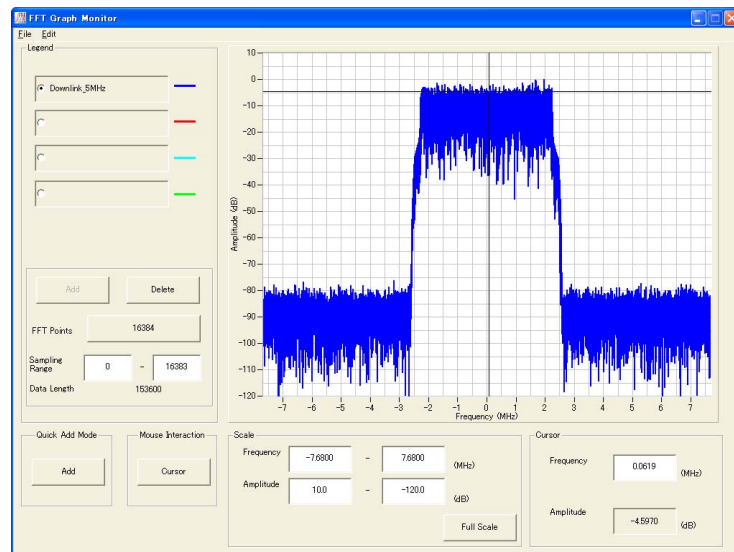 FFT Graph Monitor
File Edit
Legend
Downlink_5MHz
Add Delete
FFT Points 16384
Sampling Range 0 - 16383
Data Length 153600
Quick Add Mode
Add
Mouse Interaction
Cursor
10
0
-10
-20
-30
-40
-50
-60
-70
-80
-90
-100
-110
-120
Amplitude (dB)
-7 -6 -5 -4 -3 -2 -1 0 1 2 3 4 5 6 7
Frequency (MHz)
Scale
Frequency -7.6800 - 7.6800 (MHz)
Amplitude 10.0 - -120.0 (dB)
Full Scale
Cursor
Frequency 0.0619 (MHz)
Amplitude -4.5970 (dB)